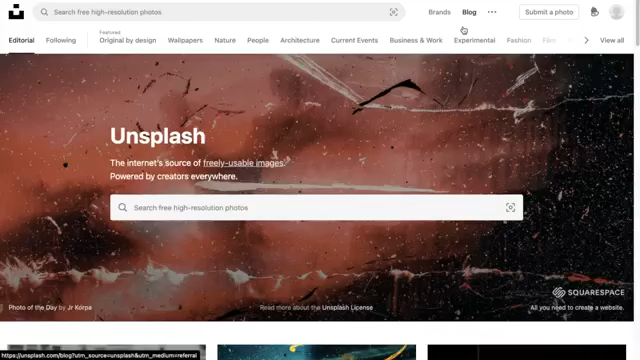 Search free high-resolution photos
Brands Blog Submit a photo
Featured
Editorial Following Original by design Wallpapers Nature People Architecture Current Events Business & Work Experimental Fashion Film View all
Unsplash
The internet's source of freely-usable images.
Powered by creators everywhere.
Search free high-resolution photos
SQUARESPACE
Photo of the Day by Jr Korpa Read more about the Unsplash License All you need to create a website.
https://unsplash.com/blog?utm_source=unsplash&utm_medium=referral